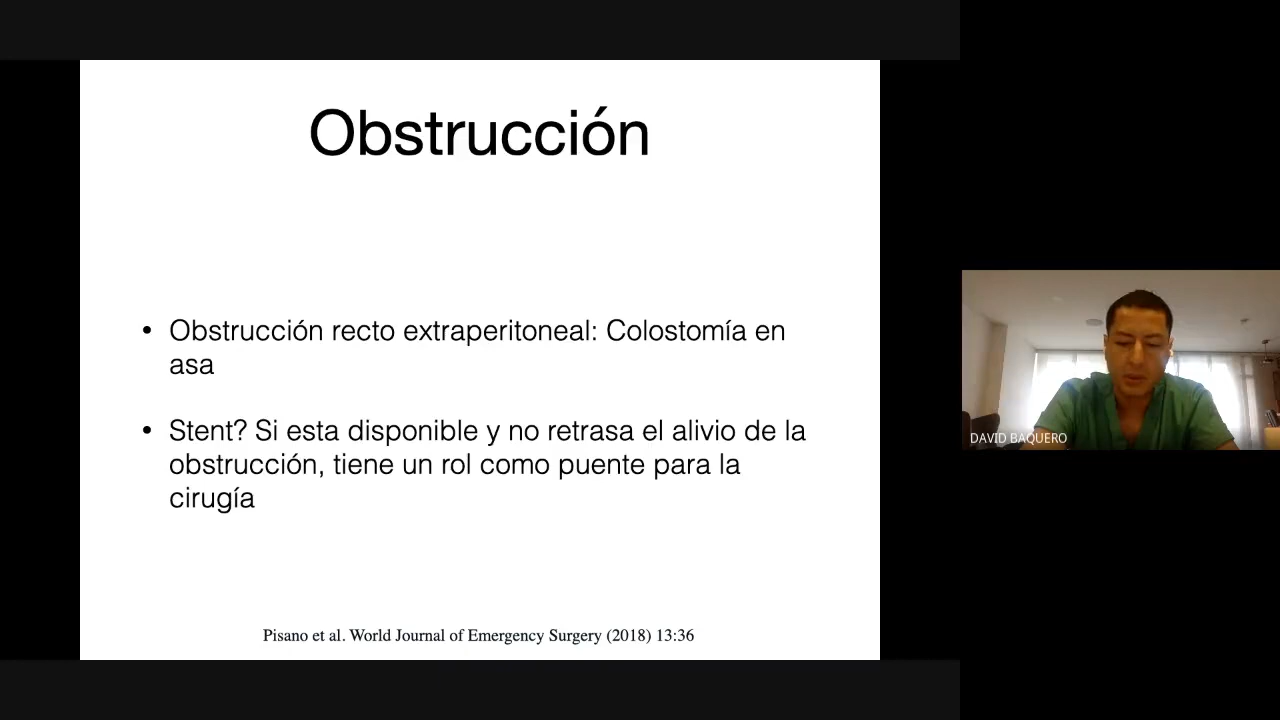 Obstrucción
• Obstrucción recto extraperitoneal: Colostomía en
asa
• Stent? Si esta disponible y no retrasa el alivio de la
obstrucción, tiene un rol como puente para la
cirugía
Pisano et al. World Journal of Emergency Surgery (2018) 13:36
DAVID BAQUERO